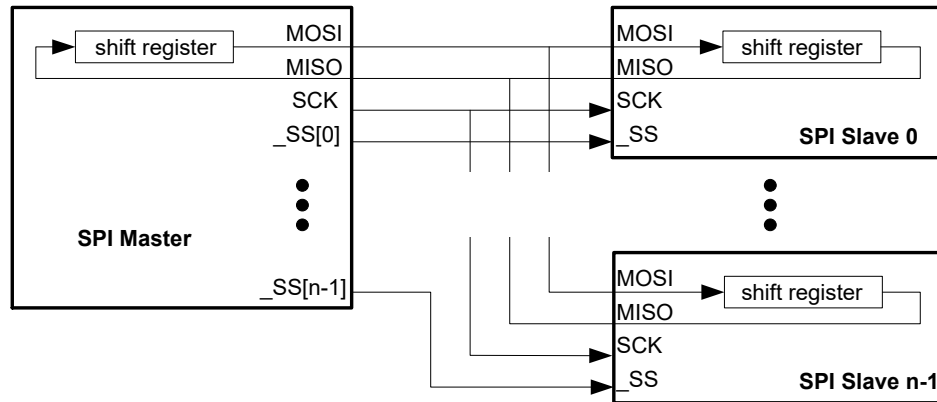 shift register
MOSI
MISO
SCK
_SS[0]
SPI Master
_SS[n-1]
MOSI
shift register
MISO
SCK
_SS
SPI Slave 0
MOSI
shift register
MISO
SCK
_SS
SPI Slave n-1